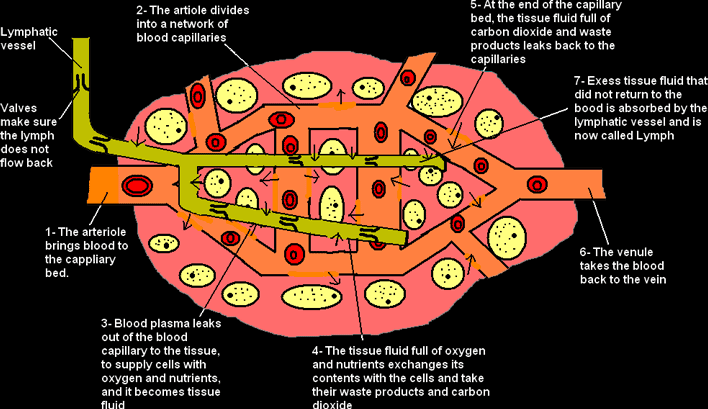 Lymphatic
vessel
Valves
make sure
the lymph
does not
flow back
1- The arteriole
brings blood to
the cappliary
bed.
2- The artiole divides
into a network of
blood capillaries
3- Blood plasma leaks
out of the blood
capillary to the tissue,
to supply cells with
oxygen and nutrients,
and it becomes tissue
fluid
4- The tissue fluid full of oxygen
and nutrients exchanges its
contents with the cells and take
their waste products and carbon
dioxide
5- At the end of the capillary
bed, the tissue fluid full of
carbon dioxide and waste
products leaks back to the
capillaries
6- The venule
takes the blood
back to the vein
7- Exess tissue fluid that
did not return to the
bood is absorbed by the
lymphatic vessel and is
now called Lymph